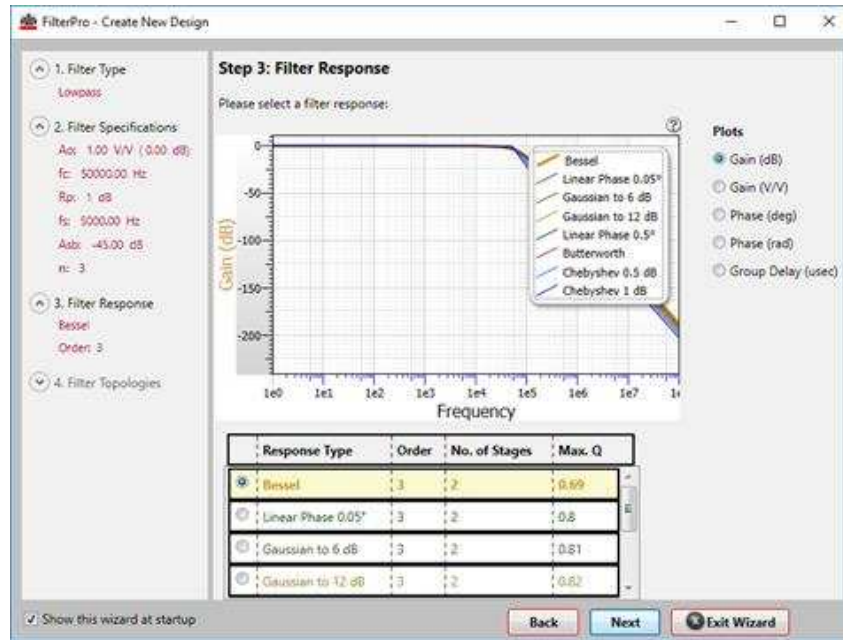 FilterPro - Create New Design
1. Filter Type
Lowpass
2. Filter Specifications
Ao: 1.00 V/V (0.00 dB)
fc: 50000.00 Hz
Rp: 1 dB
fs: 5000.00 Hz
Asb: -45.00 dB
n: 3
3. Filter Response
Bessel
Order: 3
4. Filter Topologies
Step 3: Filter Response
Please select a filter response:
?
Gain (dB)
0
-50
-100
-150
-200
1e0 1e1 1e2 1e3 1e4 1e5 1e6 1e7 1
Frequency
Bessel
Linear Phase 0.05°
Gaussian to 6 dB
Gaussian to 12 dB
Linear Phase 0.5°
Butterworth
Chebyshev 0.5 dB
Chebyshev 1 dB
Plots
Gain (dB)
Gain (V/V)
Phase (deg)
Phase (rad)
Group Delay (usec)
Response Type Order No. of Stages Max. Q
Bessel 3 2 0.69
Linear Phase 0.05° 3 2 0.8
Gaussian to 6 dB 3 2 0.81
Gaussian to 12 dB 3 2 0.82
Show this wizard at startup
Back Next Exit Wizard